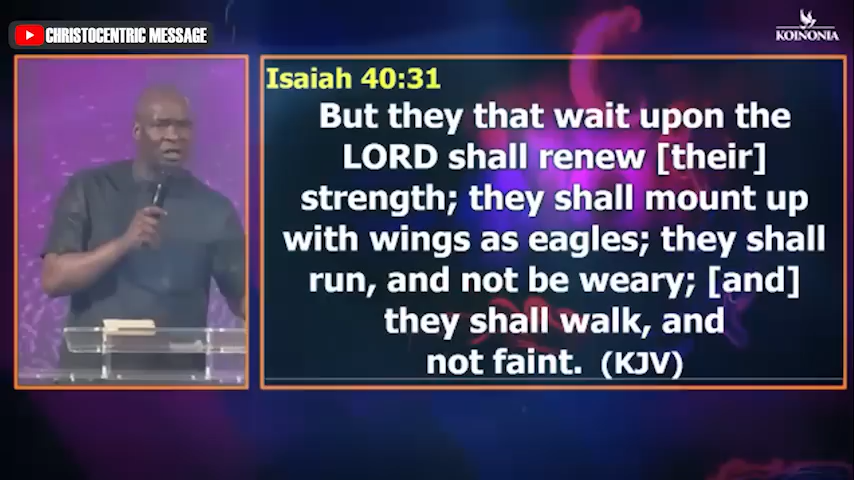 CHRISTOCENTRIC MESSAGE
KOINONIA
Isaiah 40:31
But they that wait upon the
LORD shall renew [their]
strength; they shall mount up
with wings as eagles; they shall
run, and not be weary; [and]
they shall walk, and
not faint. (KJV)